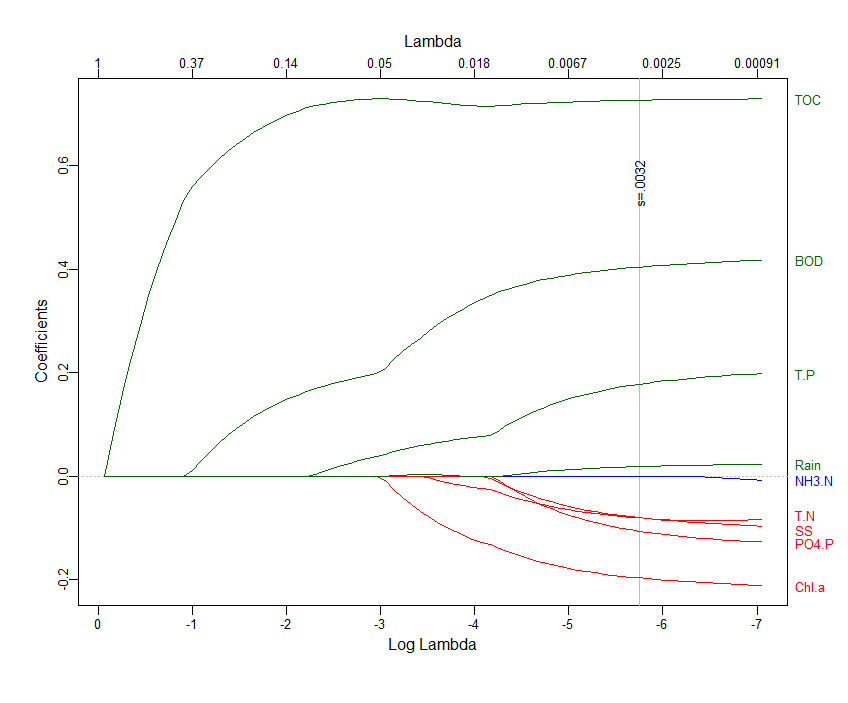 Lambda
1 0.37 0.14 0.05 0.018 0.0067 0.0025 0.00091
TOC
BOD
T.P
Rain
NH3.N
T.N
SS
PO4.P
Chl.a
s=.0032
Coefficients
0.6
0.4
0.2
0.0
-0.2
0 -1 -2 -3 -4 -5 -6 -7
Log Lambda